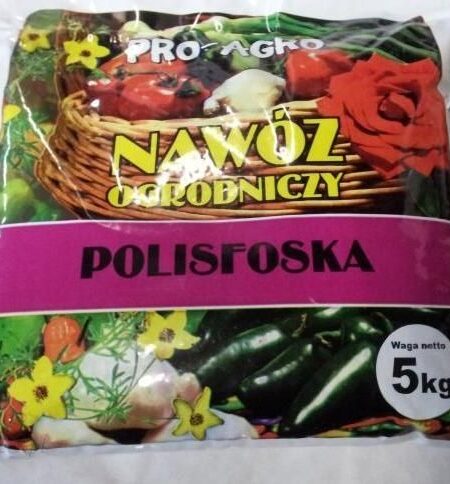 PRO-AGRO
NAWÓZ
OGRODNICZY
POLISFOSKA
Waga netto
5kg